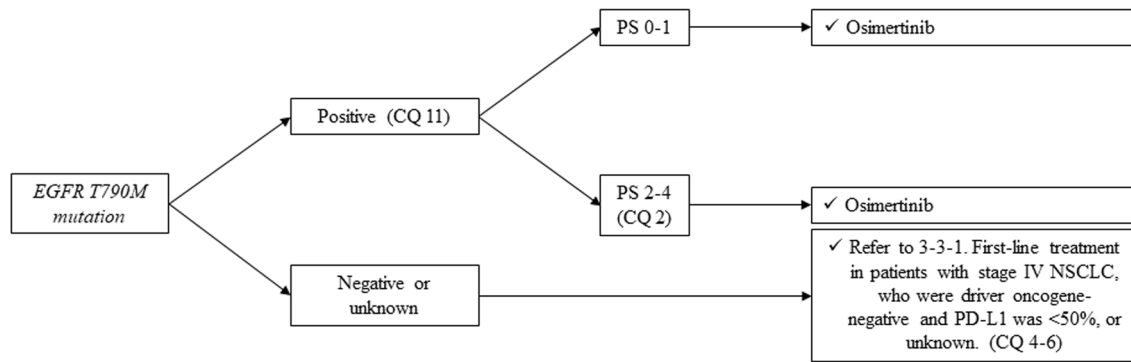 PS 0-1
✓ Osimertinib
Positive (CQ 11)
EGFR T790M
mutation
PS 2-4
(CQ 2)
✓ Osimertinib
Negative or
unknown
✓ Refer to 3-3-1. First-line treatment
in patients with stage IV NSCLC,
who were driver oncogene-
negative and PD-L1 was <50%, or
unknown. (CQ 4-6)